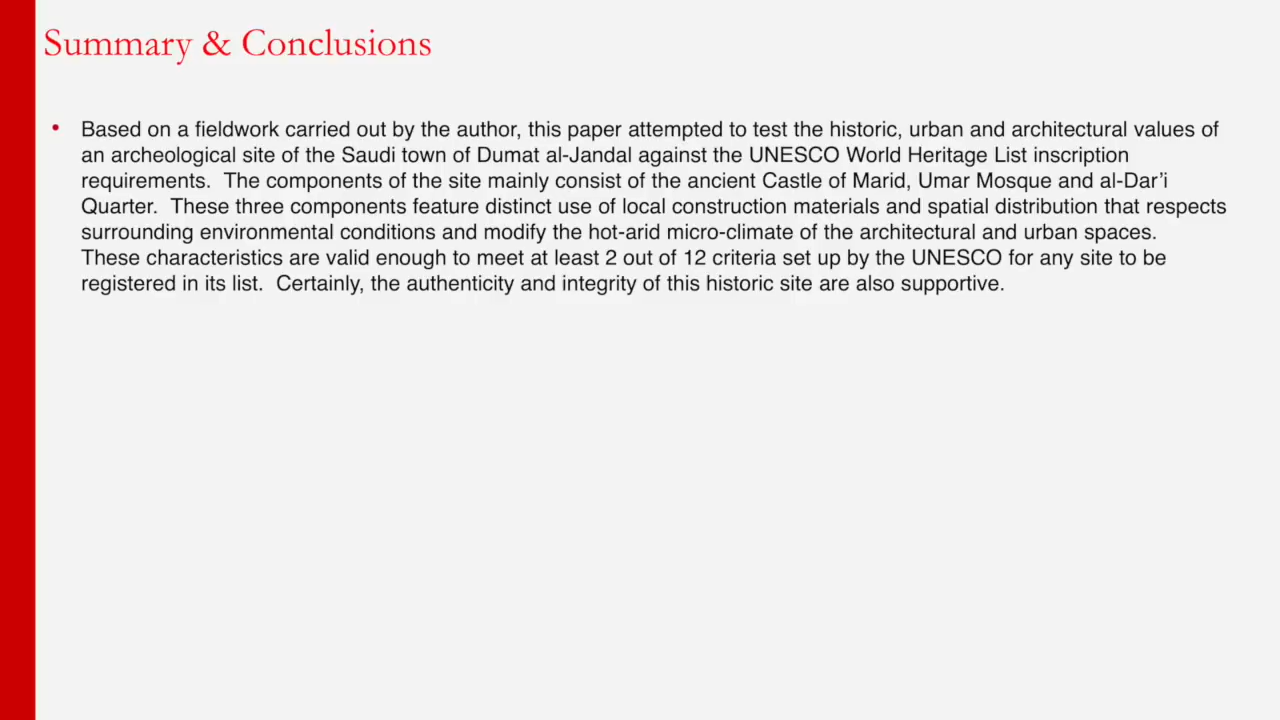 Summary & Conclusions
• Based on a fieldwork carried out by the author, this paper attempted to test the historic, urban and architectural values of
an archeological site of the Saudi town of Dumat al-Jandal against the UNESCO World Heritage List inscription
requirements.  The components of the site mainly consist of the ancient Castle of Marid, Umar Mosque and al-Dar’i
Quarter.  These three components feature distinct use of local construction materials and spatial distribution that respects
surrounding environmental conditions and modify the hot-arid micro-climate of the architectural and urban spaces.
These characteristics are valid enough to meet at least 2 out of 12 criteria set up by the UNESCO for any site to be
registered in its list.  Certainly, the authenticity and integrity of this historic site are also supportive.